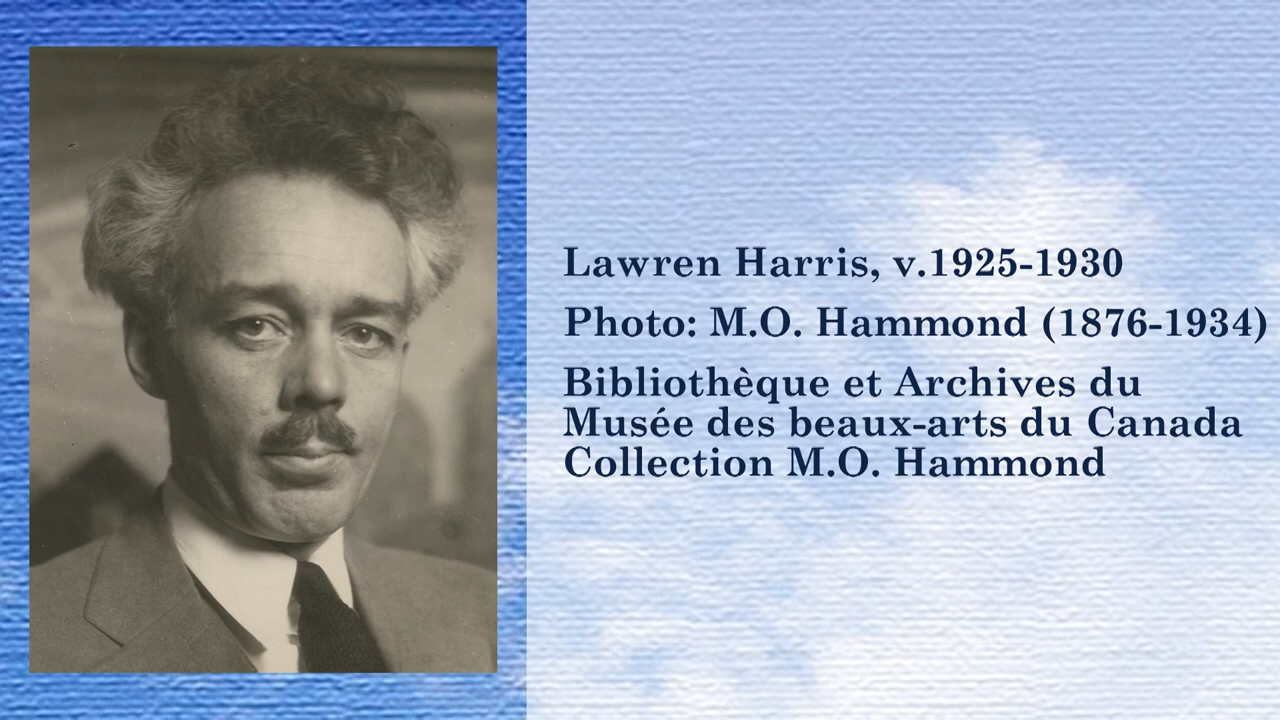 Lawren Harris, v.1925-1930
Photo: M.O. Hammond (1876-1934)
Bibliothèque et Archives du
Musée des beaux-arts du Canada
Collection M.O. Hammond